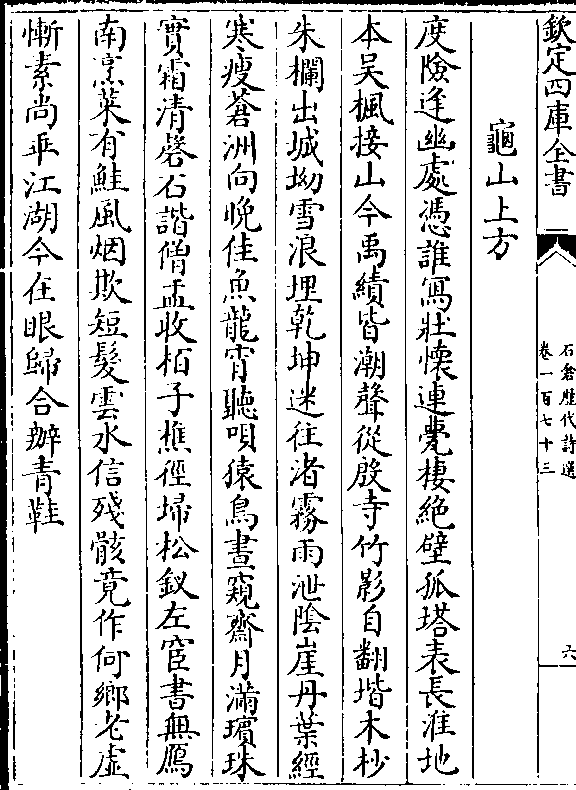 欽定四庫全書
石倉歷代詩選
卷一百七十三
六
龜山上方
度險逢幽處憑誰寫壯懐連甍棲絶壁孤塔表長淮地
本吴楓接山今禹績皆潮聲從殷寺竹影自翻堦木杪
朱欄出城坳雪浪埋乾坤迷往渚霧雨泄陰崖丹葉經
寒瘦蒼洲向晚佳魚龍宵聽唄猿鳥晝窺齋月滿璸珠
實霜清磬石諧僧盂收栢子樵徑埽松釵左宦書無鴈
南烹菜有鮭風烟欺短髮雲水信殘骸竟作何鄉老虛
慚素尚乖江湖今在眼歸合辦青鞋